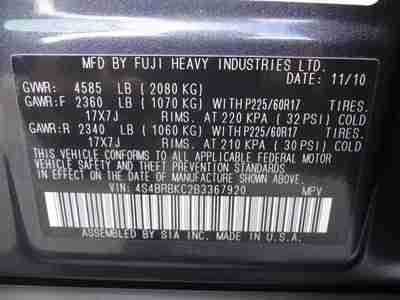 MFD BY FUJI HEAVY INDUSTRIES LTD.
DATE: 11/10
GVWR: 4585 LB (2080 KG)
GAWR:F 2360 LB (1070 KG) WITH P225/60R17 TIRES.
17X7J RIMS. AT 220 KPA (32 PSI) COLD.
GAWR:R 2340 LB (1060 KG) WITH P225/60R17 TIRES.
17X7J RIMS. AT 210 KPA (30 PSI) COLD.
THIS VEHICLE CONFORMS TO ALL APPLICABLE FEDERAL MOTOR
VEHICLE SAFETY AND THEFT PREVENTION STANDARDS IN EFFECT ON THE
DATE OF MANUFACTURE SHOWN ABOVE.
VIN: 4S4BRBKC2B3367920 MPV
ASSEMBLED BY SIA INC. MADE IN U.S.A.